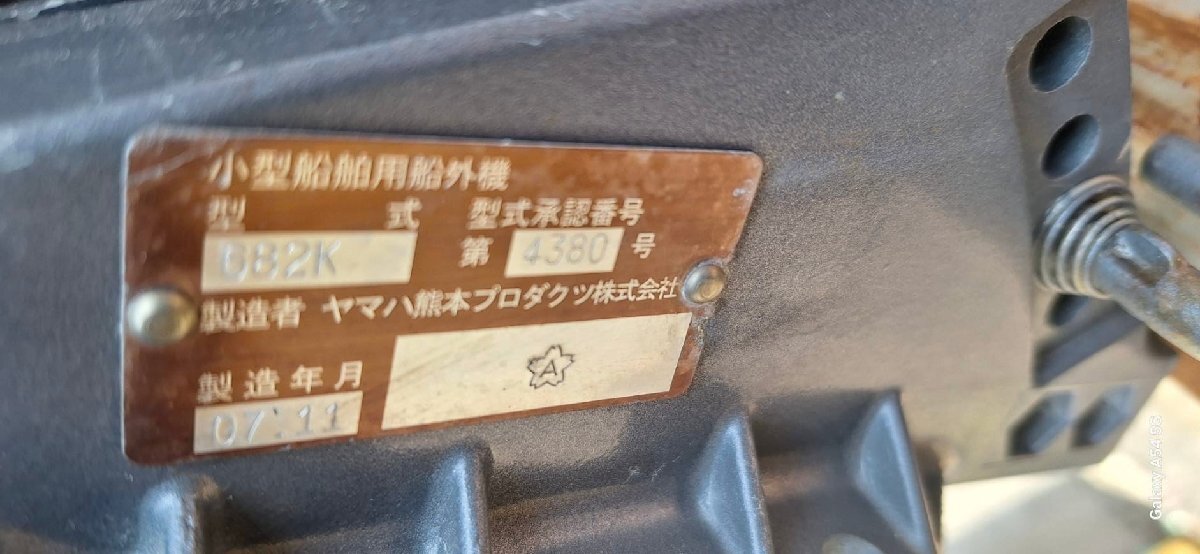 小型船舶用船外機
型式 型式承認番号
682K 第 4380 号
製造者 ヤマハ熊本プロダクツ株式会社
製造年月
07:11
A
Galaxy A54 5G